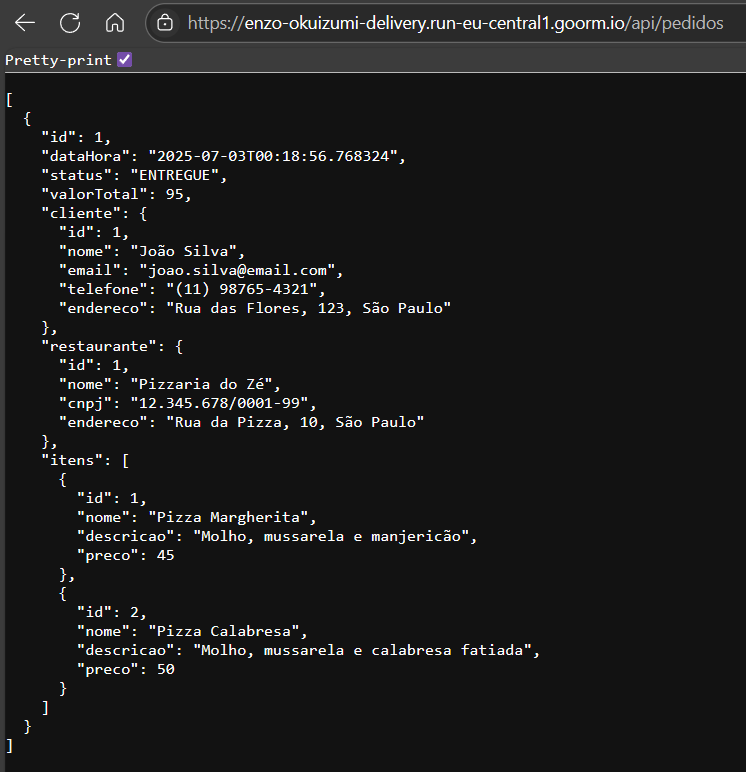 https://enzo-okuizumi-delivery.run-eu-central1.goorm.io/api/pedidos
Pretty-print
[
  {
    "id": 1,
    "dataHora": "2025-07-03T00:18:56.768324",
    "status": "ENTREGUE",
    "valorTotal": 95,
    "cliente": {
      "id": 1,
      "nome": "João Silva",
      "email": "joao.silva@email.com",
      "telefone": "(11) 98765-4321",
      "endereco": "Rua das Flores, 123, São Paulo"
    },
    "restaurante": {
      "id": 1,
      "nome": "Pizzaria do Zé",
      "cnpj": "12.345.678/0001-99",
      "endereco": "Rua da Pizza, 10, São Paulo"
    },
    "itens": [
      {
        "id": 1,
        "nome": "Pizza Margherita",
        "descricao": "Molho, mussarela e manjericão",
        "preco": 45
      },
      {
        "id": 2,
        "nome": "Pizza Calabresa",
        "descricao": "Molho, mussarela e calabresa fatiada",
        "preco": 50
      }
    ]
  }
]